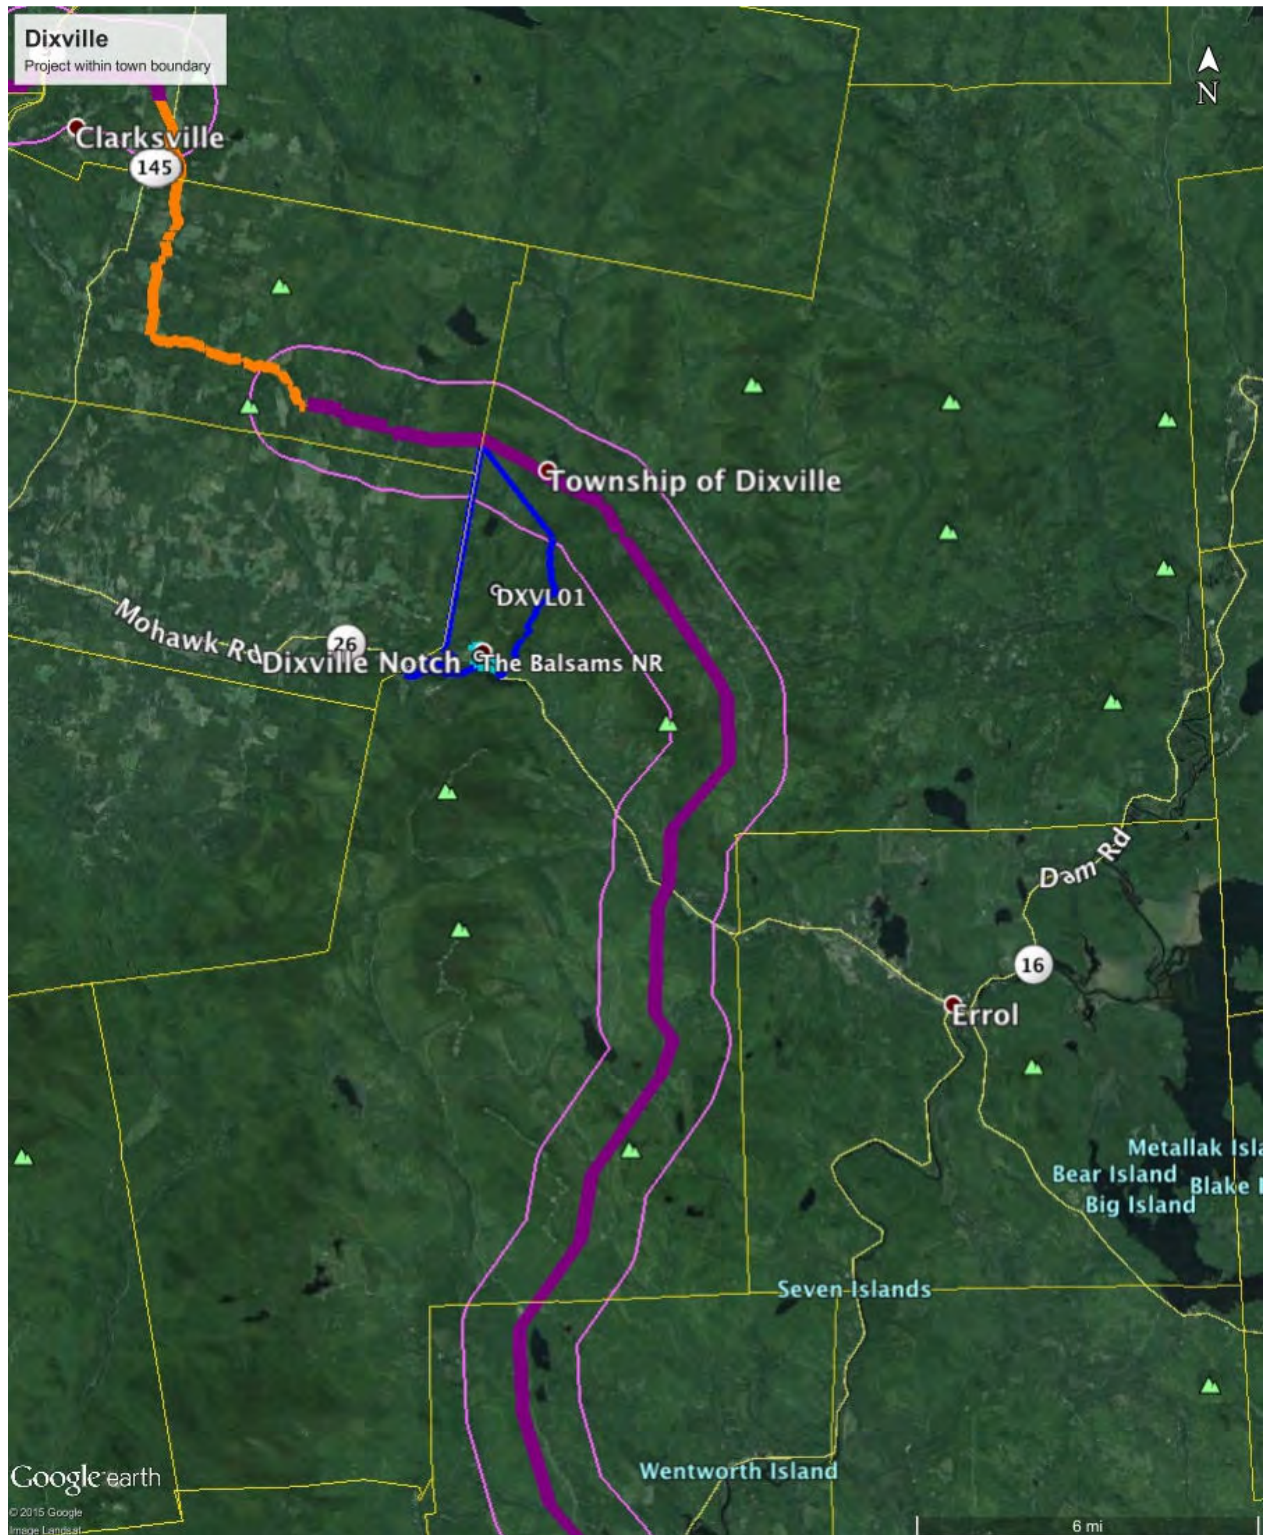 Dixville
Project within town boundary
N
Clarksville
145
Township of Dixville
DXVL01
Mohawk Rd
26
Dixville Notch
The Balsams NR
Dam Rd
16
Errol
Metallak Isla
Bear Island
Blake
Big Island
Seven Islands
Wentworth Island
Google earth
© 2015 Google
Image Landsat
6 mi